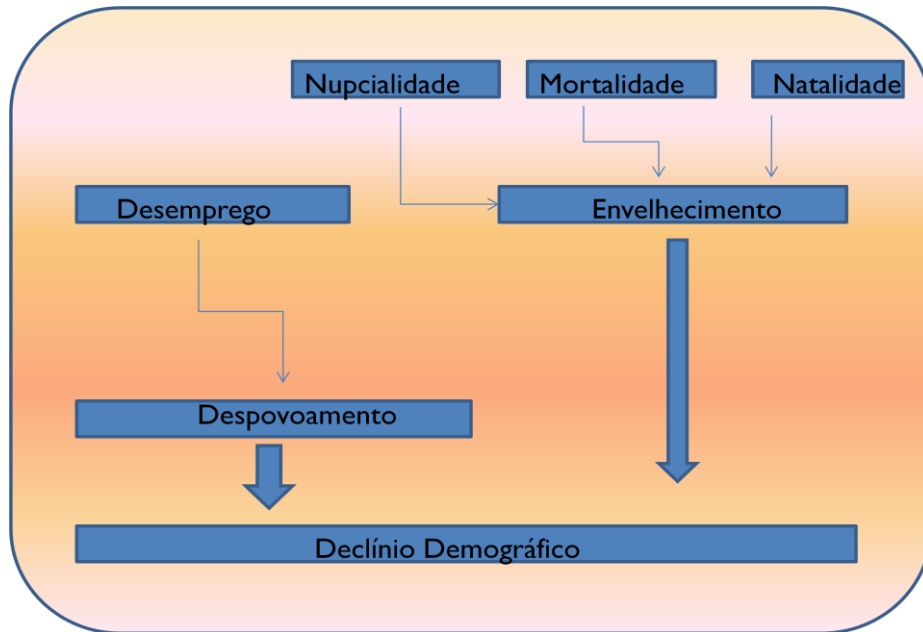 Nupcialidade
Mortalidade
Natalidade
Desemprego
Envelhecimento
Despovoamento
Declínio Demográfico